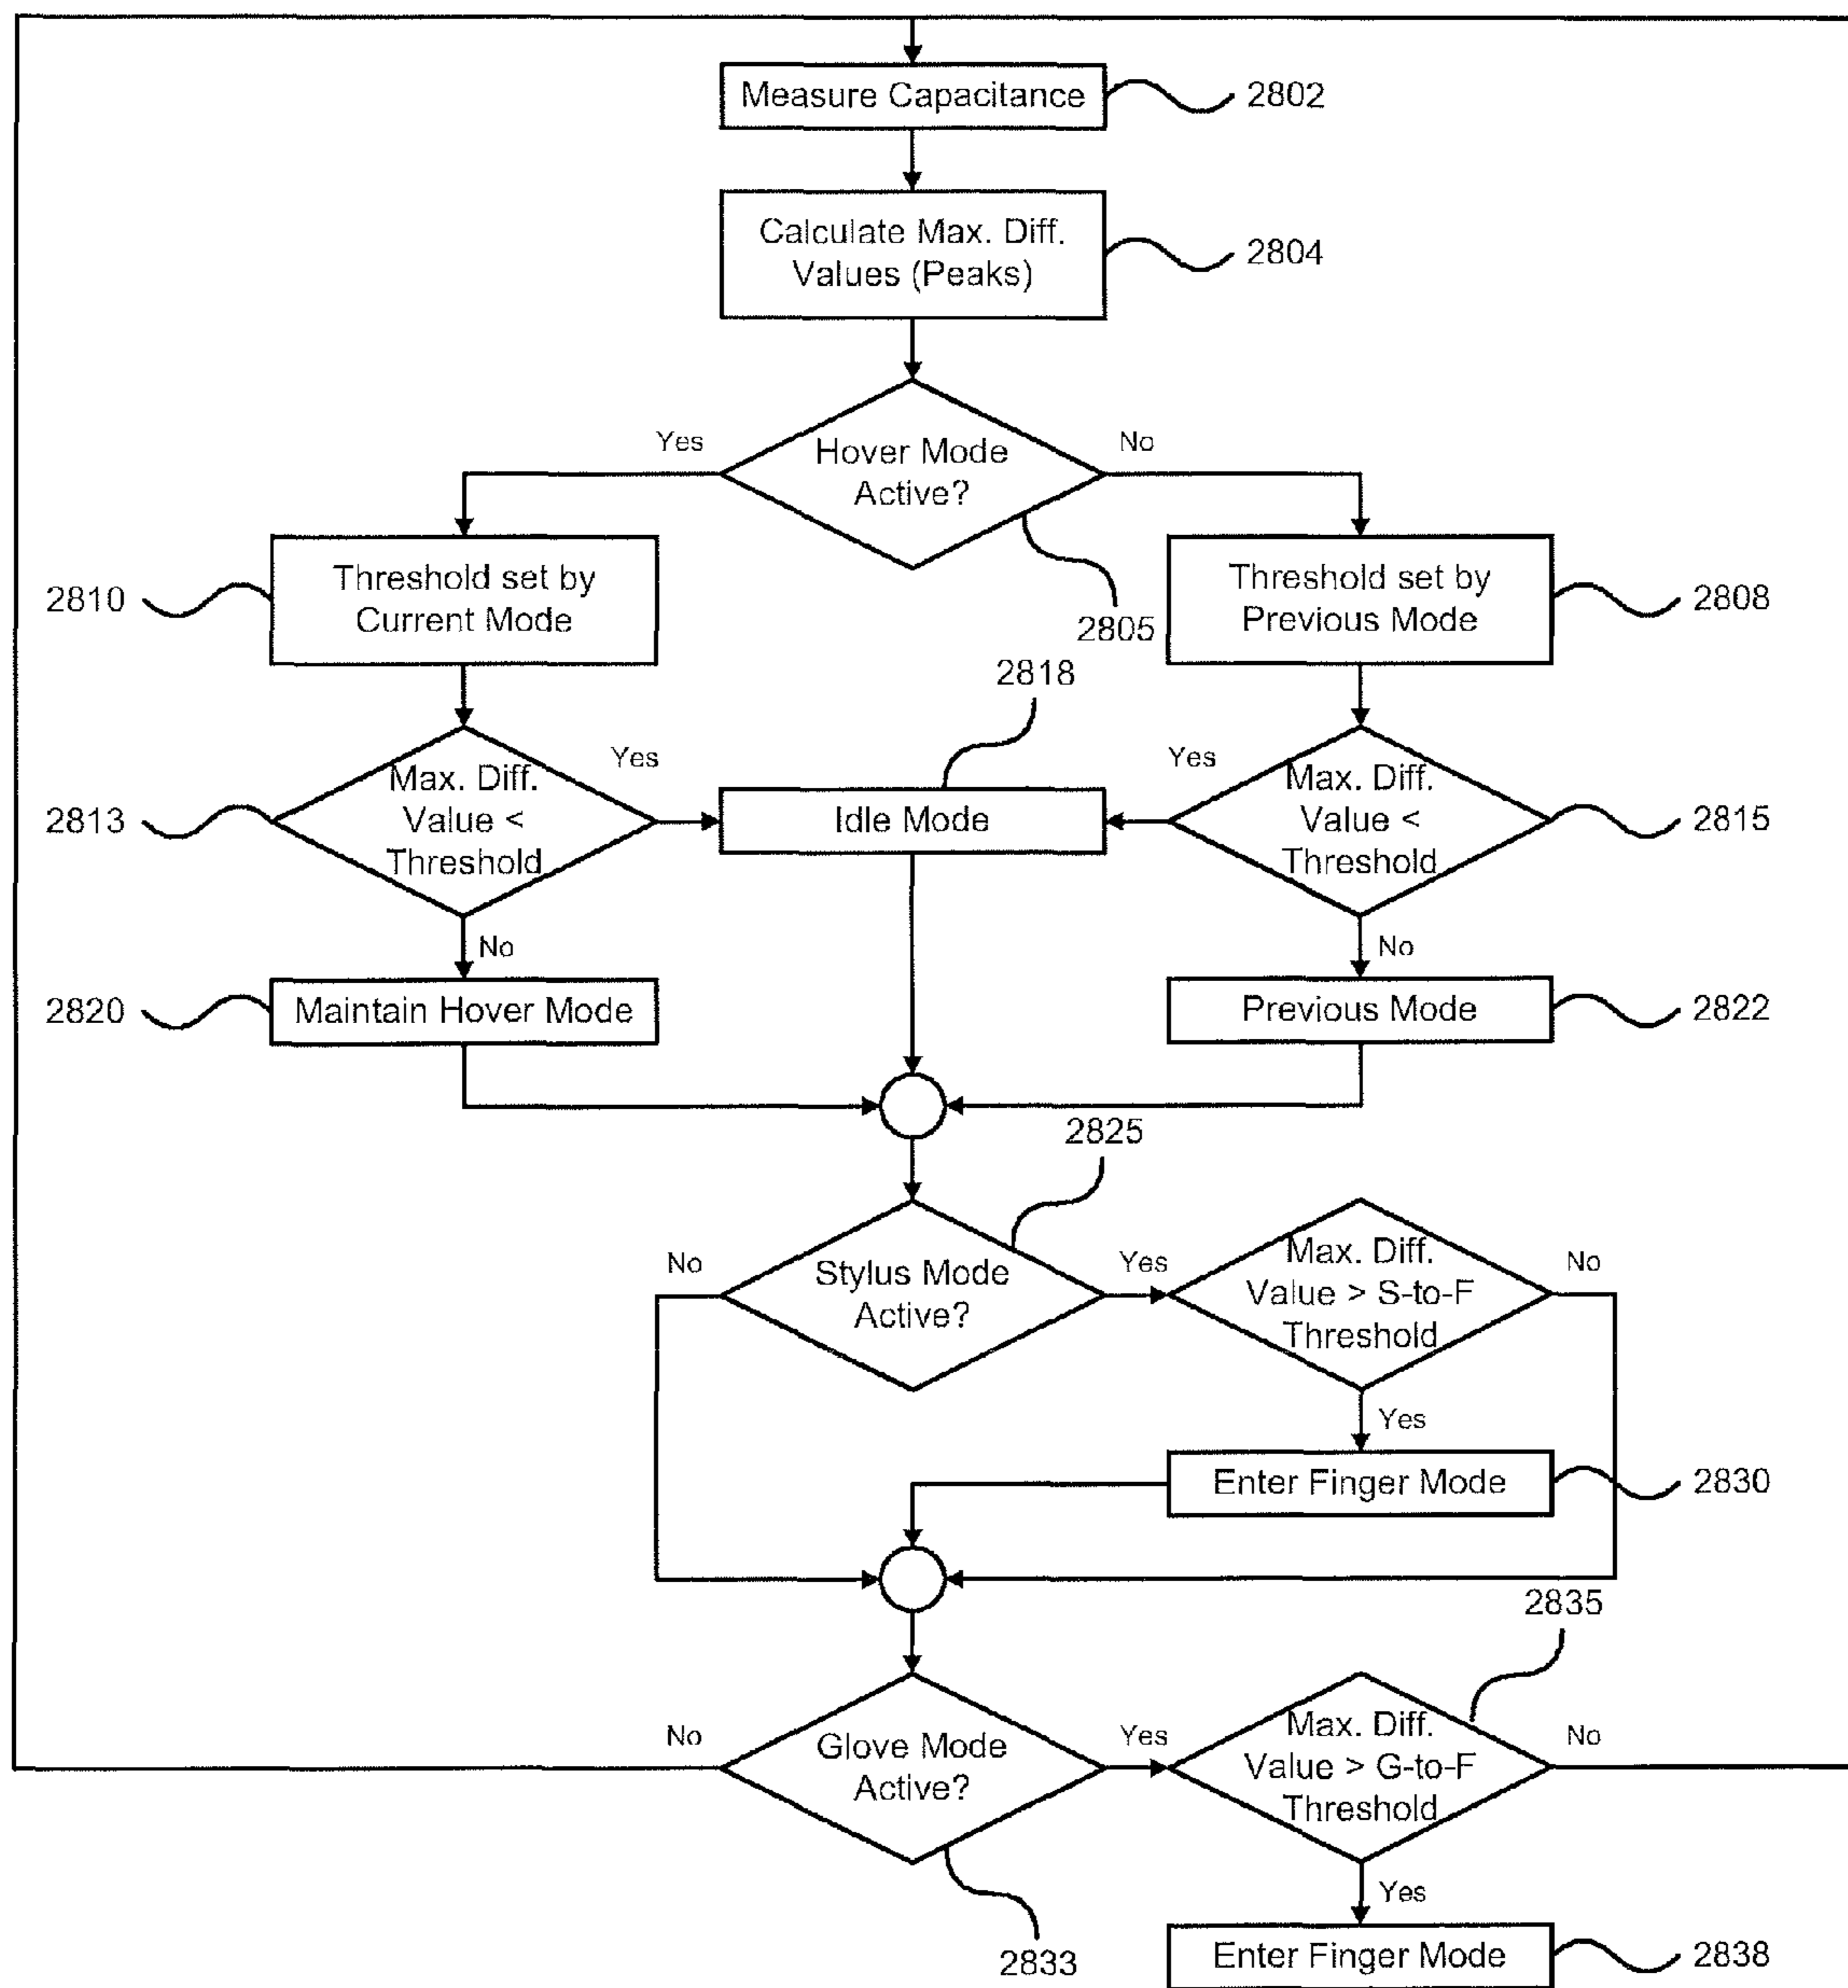 Measure Capacitance
2802
Calculate Max. Diff.
Values (Peaks)
2804
Yes
Hover Mode
Active?
No
2805
2810
Threshold set by
Current Mode
Threshold set by
Previous Mode
2808
2818
2813
Max. Diff.
Value <
Threshold
Yes
Idle Mode
Yes
Max. Diff.
Value <
Threshold
2815
No
No
2820
Maintain Hover Mode
Previous Mode
2822
2825
No
Stylus Mode
Active?
Yes
Max. Diff.
Value > S-to-F
Threshold
No
Yes
Enter Finger Mode
2830
2835
No
Glove Mode
Active?
Yes
Max. Diff.
Value > G-to-F
Threshold
No
2833
Yes
Enter Finger Mode
2838